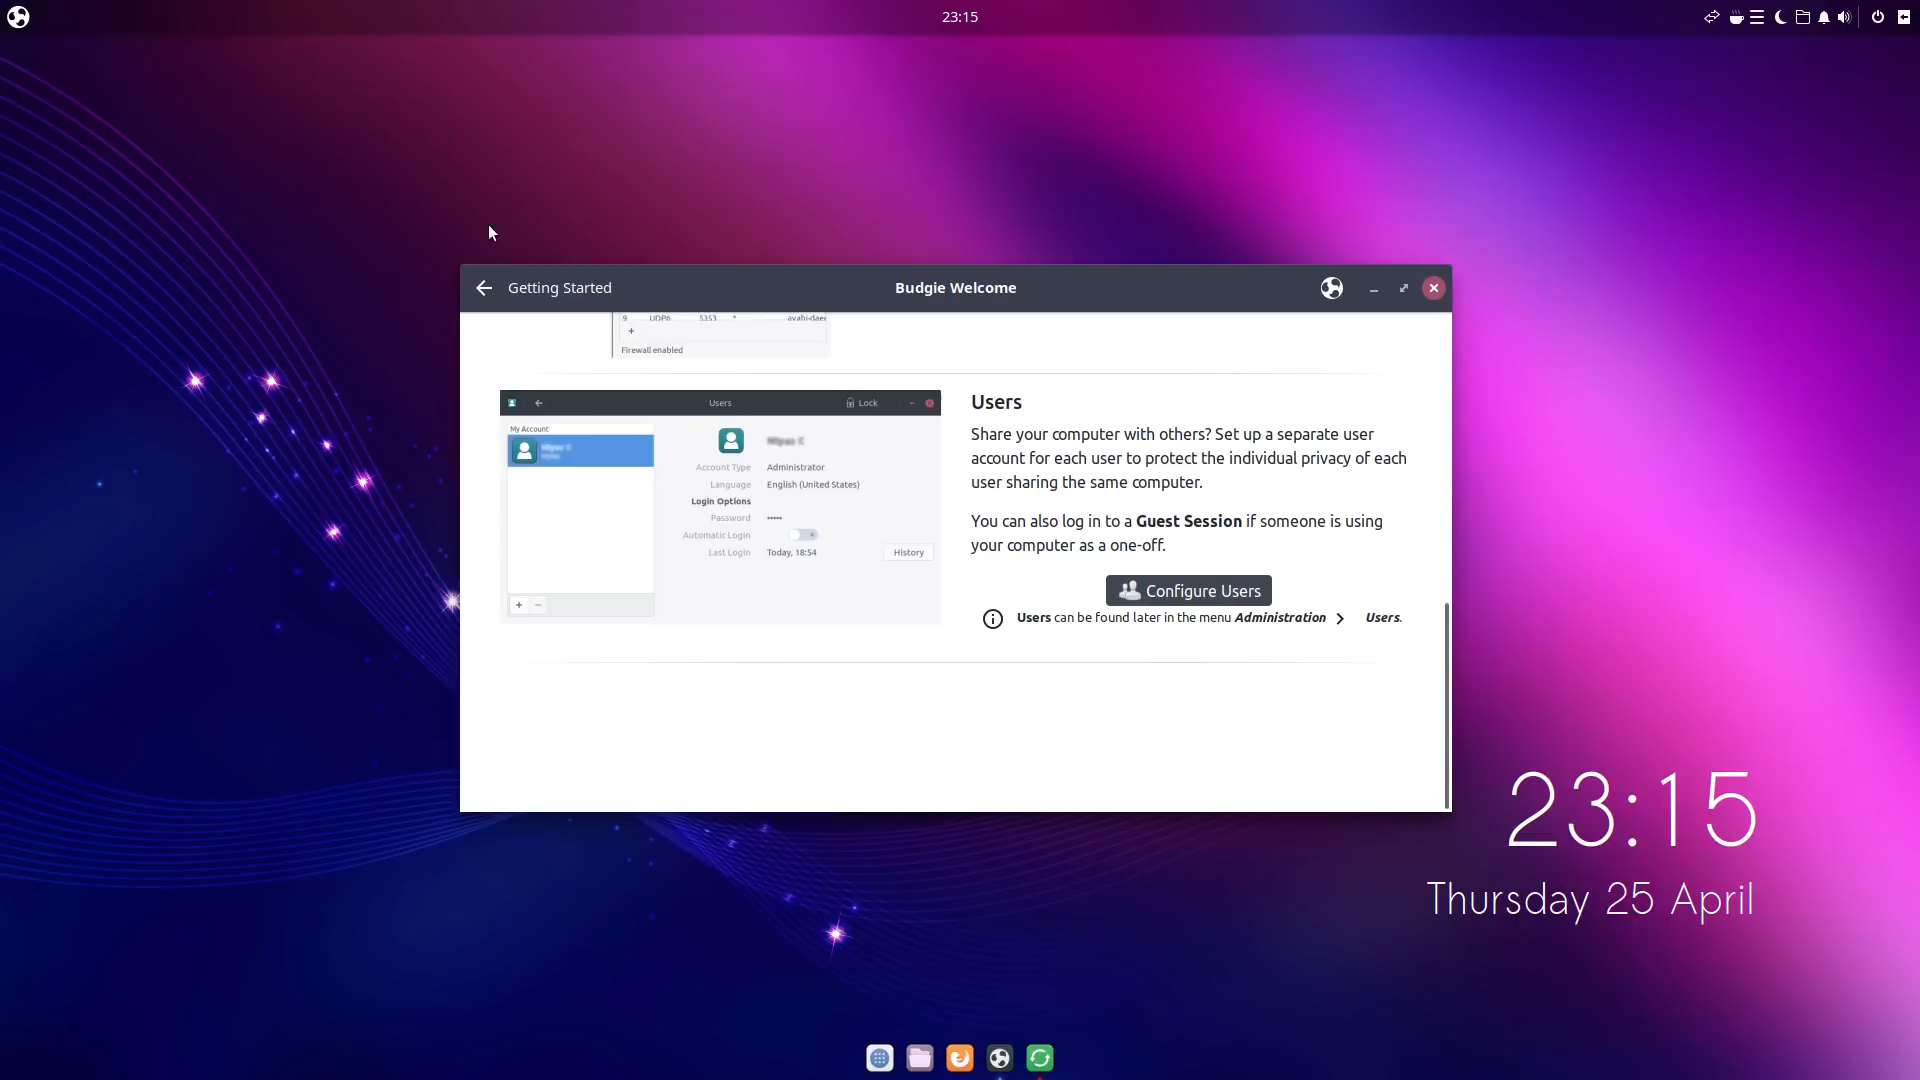 23:15
Getting Started
Budgie Welcome
9 UDP6 5353 * avahi-daer
+
Firewall enabled
Users
Lock
My Account
Account Type Administrator
Language English (United States)
Login Options
Password •••••
Automatic Login
Last Login Today, 18:54 History
+ −
Users
Share your computer with others? Set up a separate user
account for each user to protect the individual privacy of each
user sharing the same computer.
You can also log in to a Guest Session if someone is using
your computer as a one-off.
Configure Users
Users can be found later in the menu Administration > Users.
23:15
Thursday 25 April